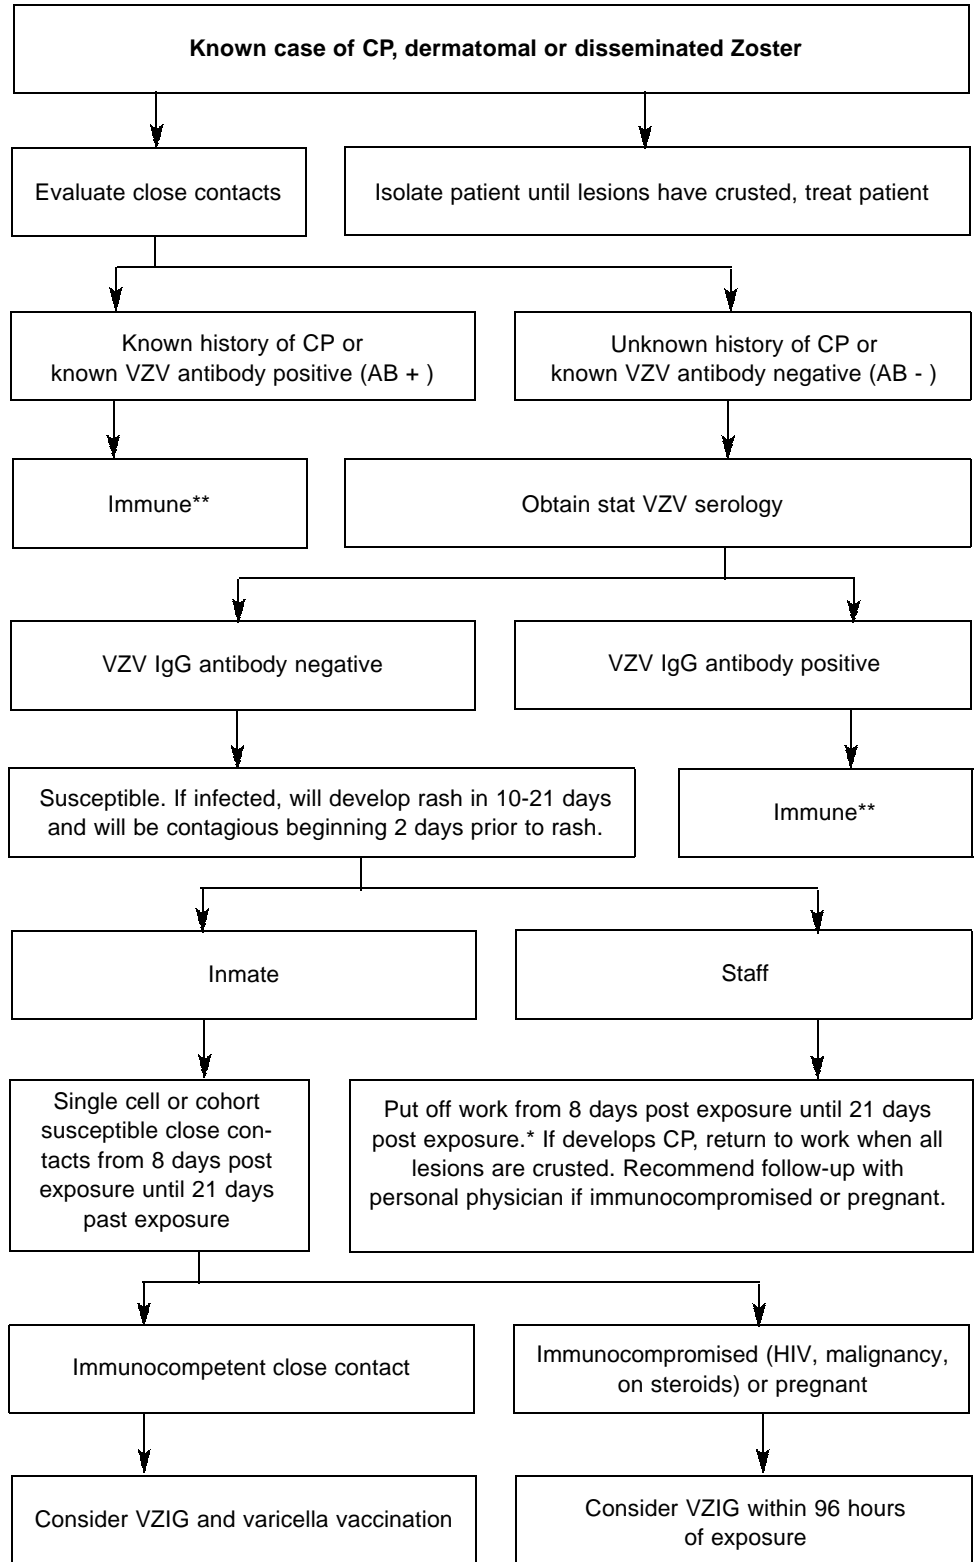 Known case of CP, dermatomal or disseminated Zoster
Evaluate close contacts
Isolate patient until lesions have crusted, treat patient
Known history of CP or
known VZV antibody positive (AB + )
Unknown history of CP or
known VZV antibody negative (AB - )
Immune**
Obtain stat VZV serology
VZV IgG antibody negative
VZV IgG antibody positive
Susceptible. If infected, will develop rash in 10-21 days
and will be contagious beginning 2 days prior to rash.
Immune**
Inmate
Staff
Single cell or cohort
susceptible close con-
tacts from 8 days post
exposure until 21 days
past exposure
Put off work from 8 days post exposure until 21 days
post exposure.* If develops CP, return to work when all
lesions are crusted. Recommend follow-up with
personal physician if immunocompromised or pregnant.
Immunocompetent close contact
Immunocompromised (HIV, malignancy,
on steroids) or pregnant
Consider VZIG and varicella vaccination
Consider VZIG within 96 hours
of exposure